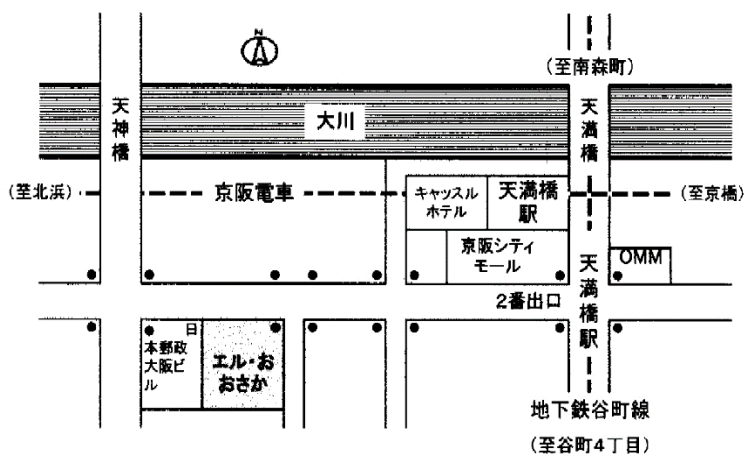 N
(至南森町)
天神橋
大川
天満橋
(至北浜)
京阪電車
キャッスル
ホテル
天満橋
駅
(至京橋)
京阪シティ
モール
OMM
2番出口
天満橋駅
日
本郵政
大阪ビ
ル
エル・お
おさか
地下鉄谷町線
(至谷町4丁目)